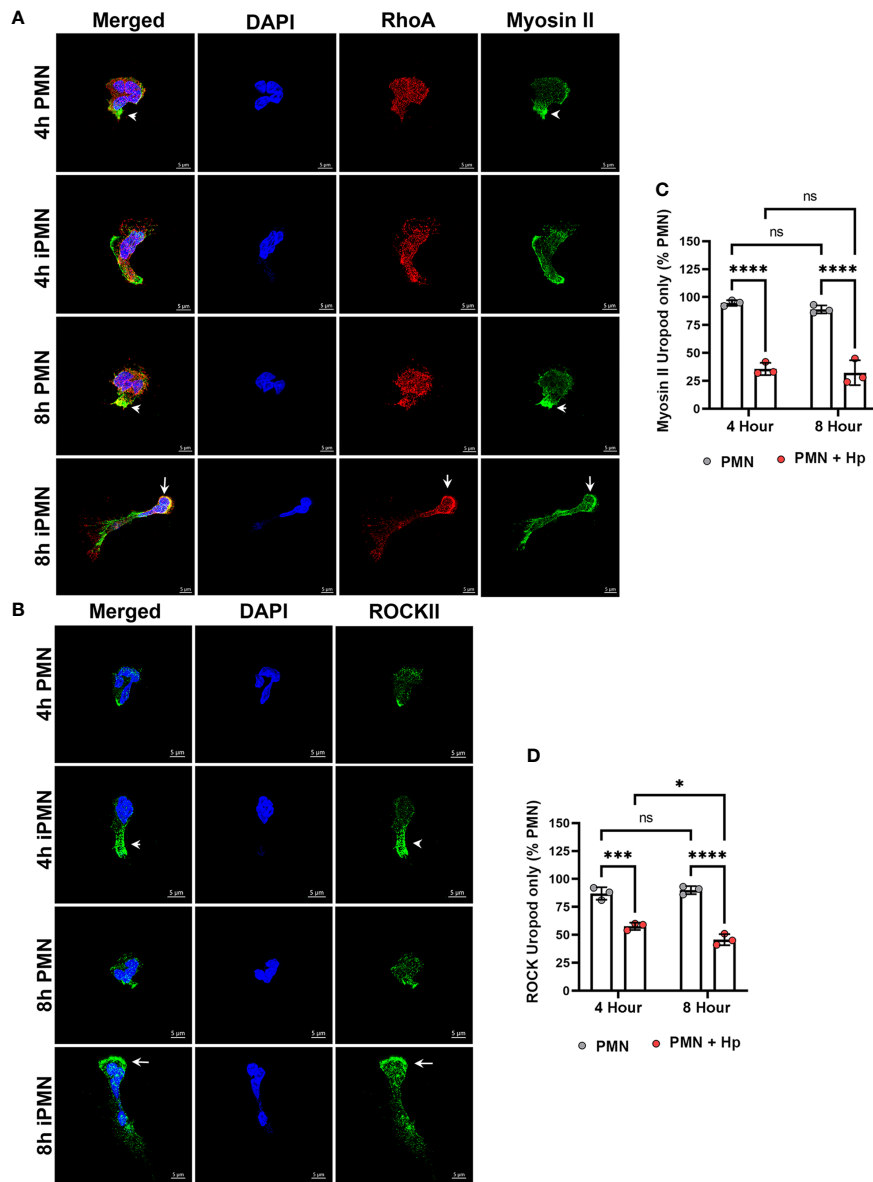 A
Merged DAPI RhoA Myosin II
4h PMN
5 µm 5 µm 5 µm 5 µm
4h iPMN
5 µm 5 µm 5 µm 5 µm
8h PMN
5 µm 5 µm 5 µm 5 µm
8h iPMN
5 µm 5 µm 5 µm 5 µm
B
Merged DAPI ROCKII
4h PMN
5 µm 5 µm 5 µm
4h iPMN
5 µm 5 µm 5 µm
8h PMN
5 µm 5 µm 5 µm
8h iPMN
5 µm 5 µm 5 µm
C
Myosin II Uropod only (% PMN)
ns
ns
**** ****
150
125
100
75
50
25
0
4 Hour 8 Hour
PMN PMN + Hp
D
ROCK Uropod only (% PMN)
*
ns
*** ****
150
125
100
75
50
25
0
4 Hour 8 Hour
PMN PMN + Hp